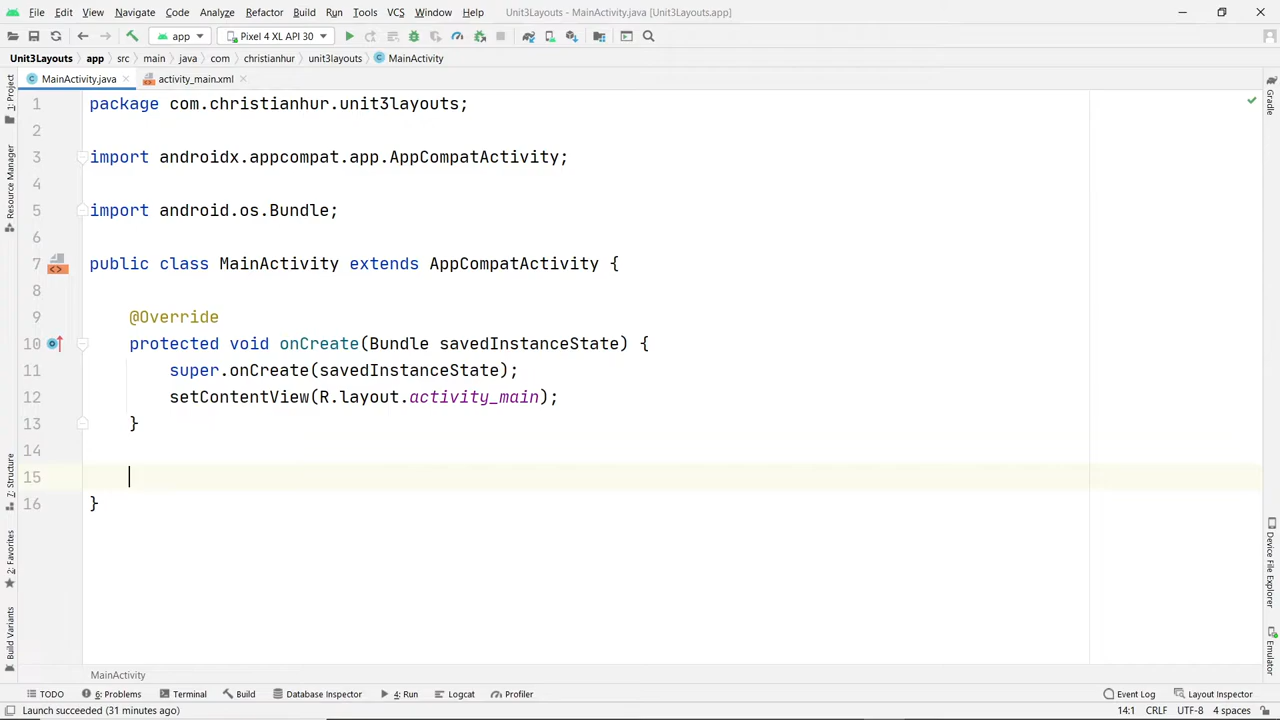 File Edit View Navigate Code Analyze Refactor Build Run Tools VCS Window Help Unit3Layouts - MainActivity.java [Unit3Layouts.app]
app Pixel 4 XL API 30
Unit3Layouts app src main java com christianhur unit3layouts MainActivity
MainActivity.java activity_main.xml
1: Project
Resource Manager
7: Structure
2: Favorites
Build Variants
1 package com.christianhur.unit3layouts;
2
3 import androidx.appcompat.app.AppCompatActivity;
4
5 import android.os.Bundle;
6
7 public class MainActivity extends AppCompatActivity {
8
9 @Override
10 protected void onCreate(Bundle savedInstanceState) {
11 super.onCreate(savedInstanceState);
12 setContentView(R.layout.activity_main);
13 }
14
15
16 }
Gradle
Device File Explorer
Emulator
MainActivity
TODO 6: Problems Terminal Build Database Inspector 4: Run Logcat Profiler Event Log Layout Inspector
Launch succeeded (31 minutes ago) 14:1 CRLF UTF-8 4 spaces